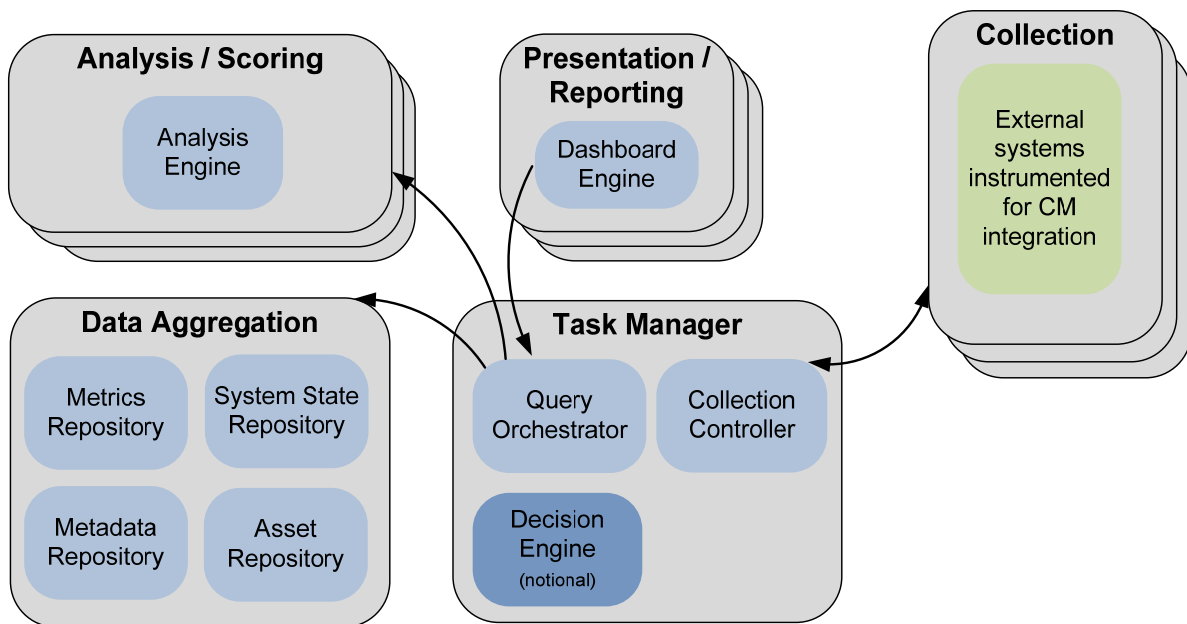 Analysis / Scoring
Analysis
Engine
Presentation /
Reporting
Dashboard
Engine
Collection
External
systems
instrumented
for CM
integration
Data Aggregation
Metrics
Repository
System State
Repository
Metadata
Repository
Asset
Repository
Task Manager
Query
Orchestrator
Collection
Controller
Decision
Engine
(notional)